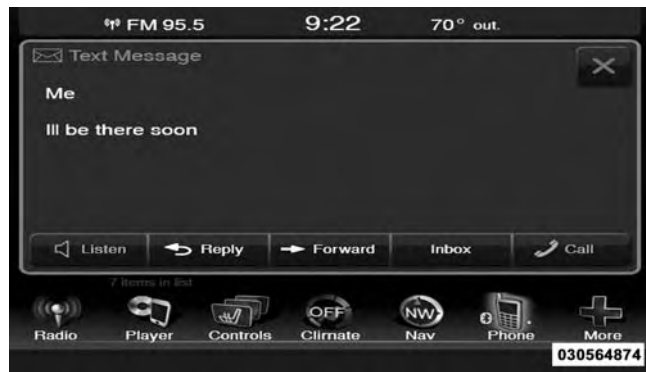 FM 95.5 9:22 70° out.
Text Message
Me
Ill be there soon
Listen Reply Forward Inbox Call
7 items in list
OFF NW
Radio Player Controls Climate Nav Phone More
030564874